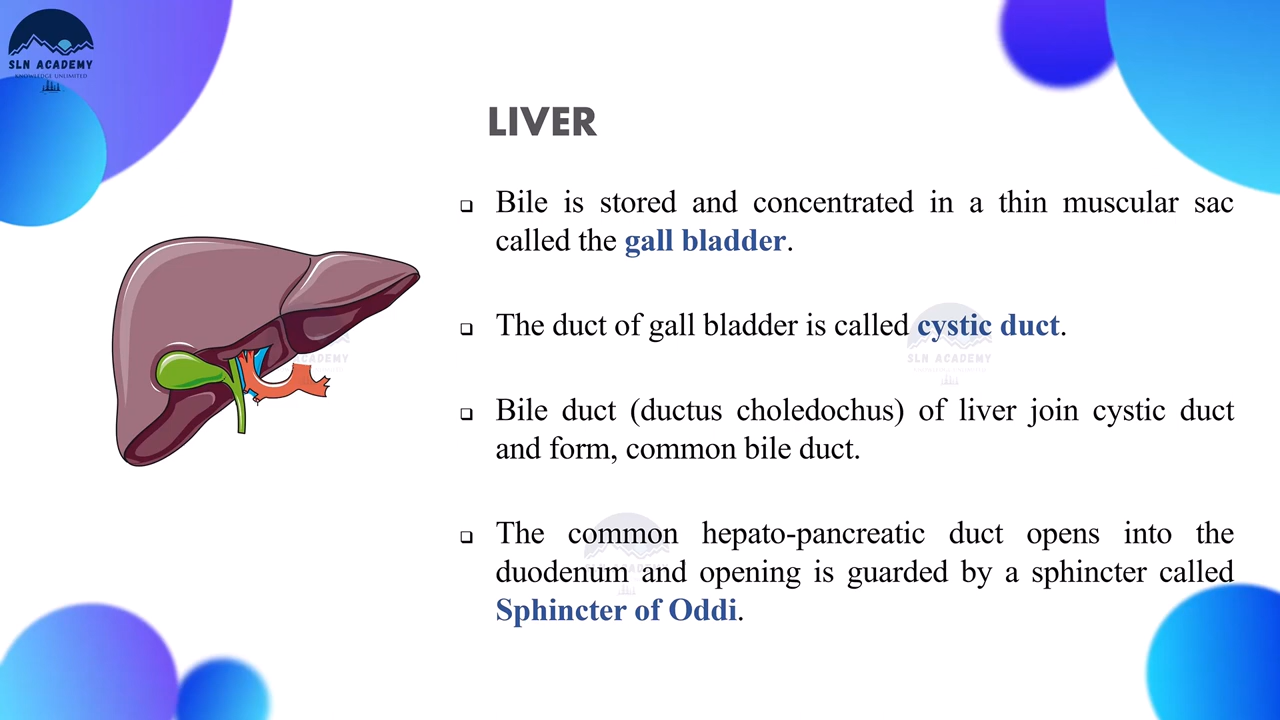 SLN ACADEMY
KNOWLEDGE UNLIMITED
LIVER
Bile is stored and concentrated in a thin muscular sac
called the gall bladder.
The duct of gall bladder is called cystic duct.
Bile duct (ductus choledochus) of liver join cystic duct
and form, common bile duct.
The common hepato-pancreatic duct opens into the
duodenum and opening is guarded by a sphincter called
Sphincter of Oddi.
SLN ACADEMY